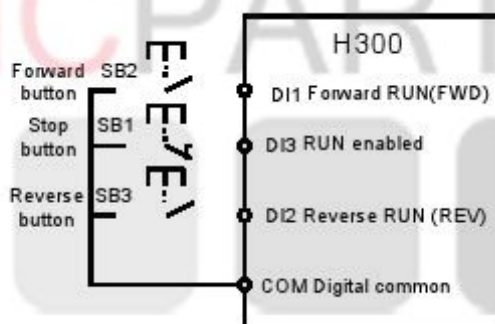 ICPART
H300
Forward SB2
button
DI1 Forward RUN(FWD)
Stop SB1
button
DI3 RUN enabled
Reverse SB3
button
DI2 Reverse RUN (REV)
COM Digital common